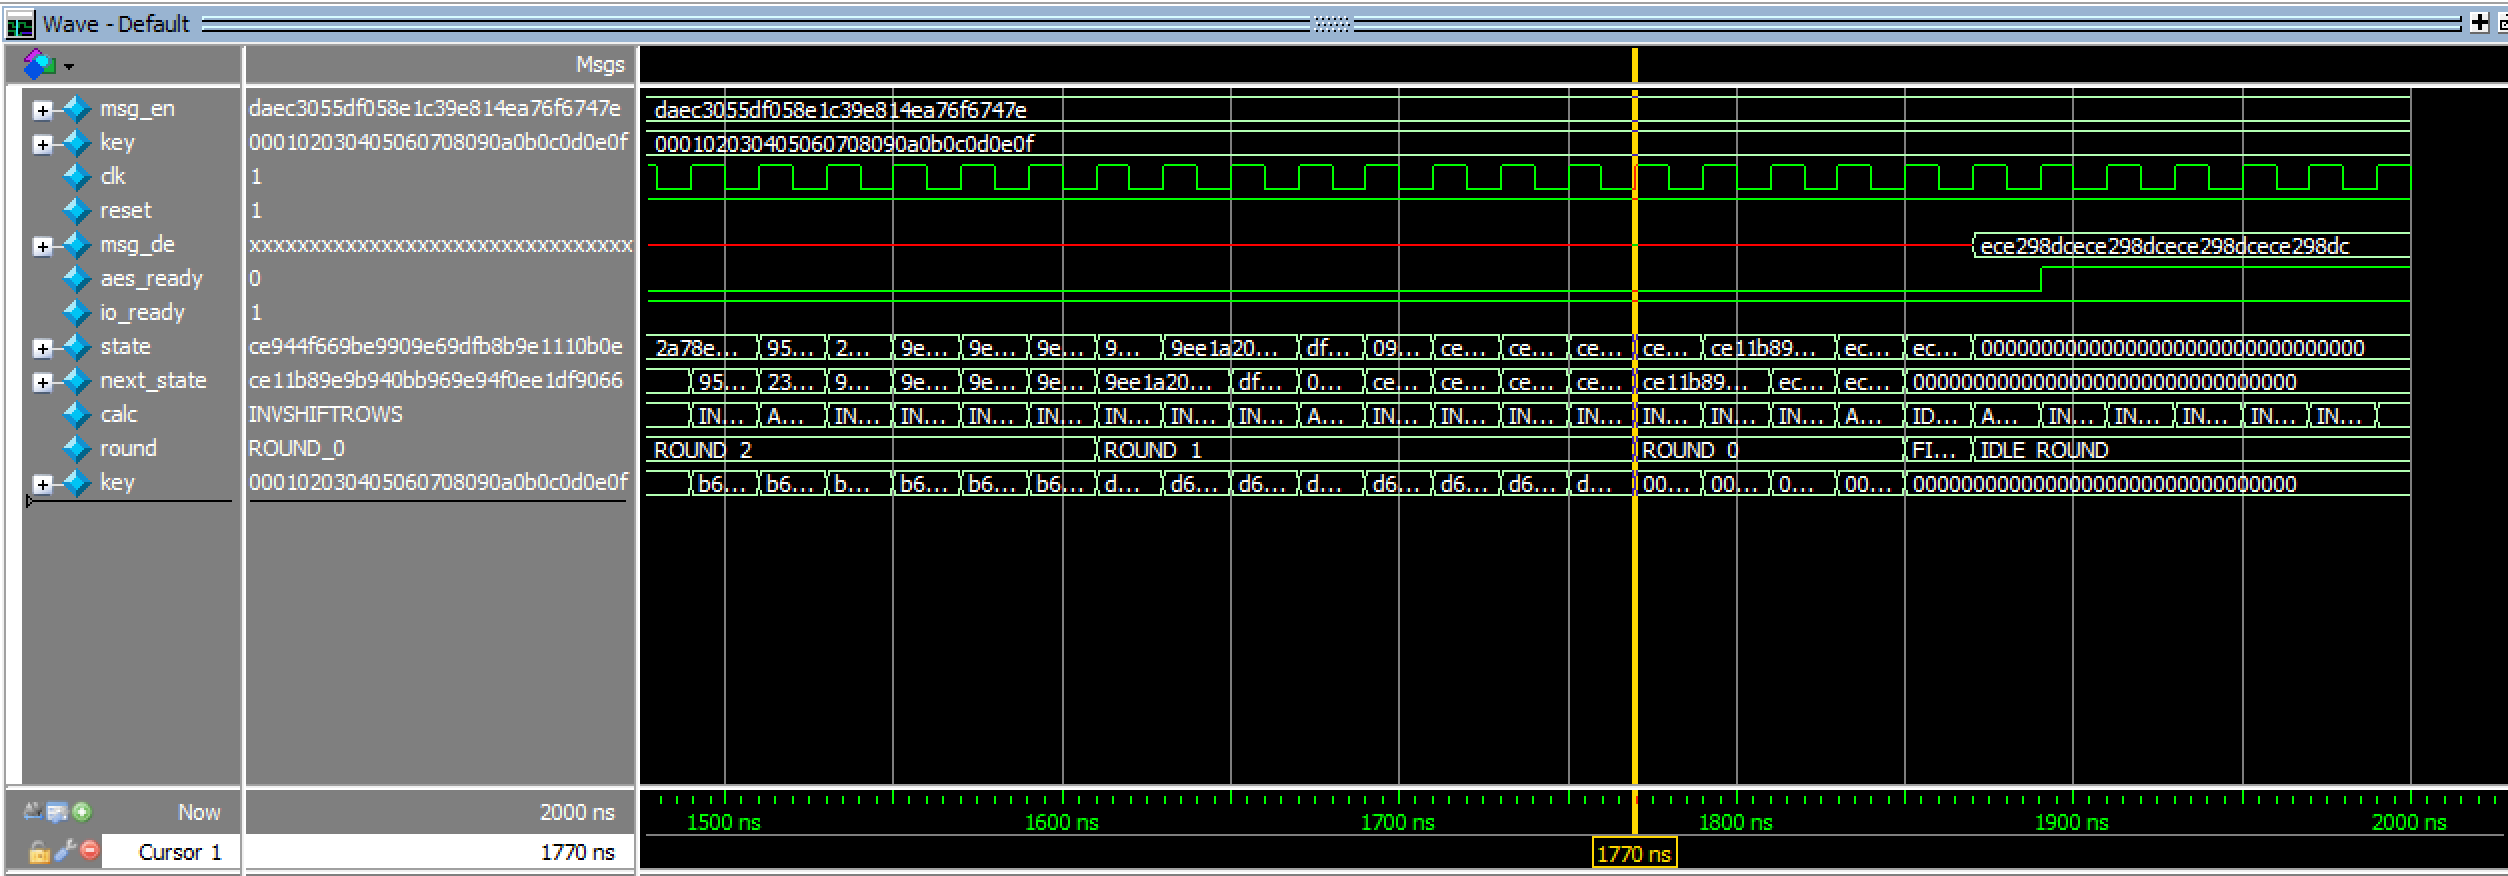 Wave - Default
Msgs
msg_en daec3055df058e1c39e814ea76f6747e daec3055df058e1c39e814ea76f6747e
key 000102030405060708090a0b0c0d0e0f 000102030405060708090a0b0c0d0e0f
clk 1
reset 1
msg_de xxxxxxxxxxxxxxxxxxxxxxxxxxxxxxxx ece298dcece298dcece298dcece298dc
aes_ready 0
io_ready 1
state ce944f669be9909e69dfb8b9e1110b0e 2a78e... 95... 2... 9e... 9e... 9e... 9... 9ee1a20... df... 09... ce... ce... ce... ce... ce11b89... ec... ec... 00000000000000000000000000000000
next_state ce11b89e9b940bb969e94f0ee1df9066 95... 23... 9... 9e... 9e... 9e... 9ee1a20... df... 0... ce... ce... ce... ce... ce11b89... ec... ec... 00000000000000000000000000000000
calc INVSHIFTROWS IN... A... IN... IN... IN... IN... IN... IN... IN... A... IN... IN... IN... IN... IN... IN... IN... A... ID... A... IN... IN... IN... IN... IN...
round ROUND_0 ROUND_2 ROUND_1 ROUND_0 FI... IDLE_ROUND
key 000102030405060708090a0b0c0d0e0f b6... b6... b... b6... b6... b6... d... d6... d6... d... d6... d6... d6... d... 00... 00... 0... 00... 00000000000000000000000000000000
Now 2000 ns 1500 ns 1600 ns 1700 ns 1800 ns 1900 ns 2000 ns
Cursor 1 1770 ns 1770 ns